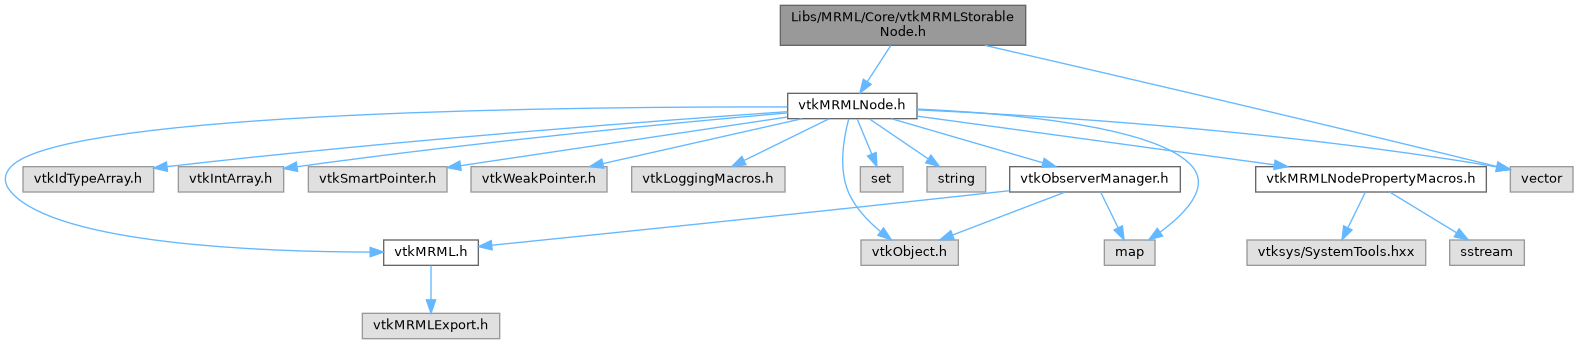 Libs/MRML/Core/vtkMRMLStorable
Node.h
vtkMRMLNode.h
vtkIdTypeArray.h
vtkIntArray.h
vtkSmartPointer.h
vtkWeakPointer.h
vtkLoggingMacros.h
set
string
vtkObserverManager.h
vtkMRMLNodePropertyMacros.h
vector
vtkMRML.h
vtkObject.h
map
vtksys/SystemTools.hxx
sstream
vtkMRMLExport.h